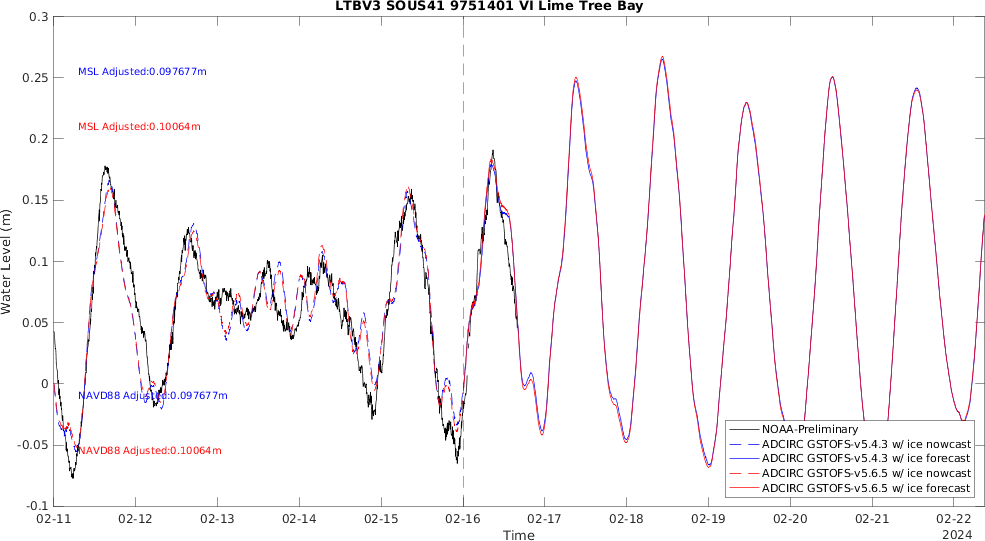 LTBV3 SOUS41 9751401 VI Lime Tree Bay
0.3
0.25
0.2
0.15
0.1
0.05
0
-0.05
-0.1
Water Level (m)
MSL Adjusted:0.097677m
MSL Adjusted:0.10064m
NAVD88 Adjusted:0.097677m
NAVD88 Adjusted:0.10064m
NOAA-Preliminary
ADCIRC GSTOFS-v5.4.3 w/ ice nowcast
ADCIRC GSTOFS-v5.4.3 w/ ice forecast
ADCIRC GSTOFS-v5.6.5 w/ ice nowcast
ADCIRC GSTOFS-v5.6.5 w/ ice forecast
02-11 02-12 02-13 02-14 02-15 02-16 02-17 02-18 02-19 02-20 02-21 02-22
2024
Time